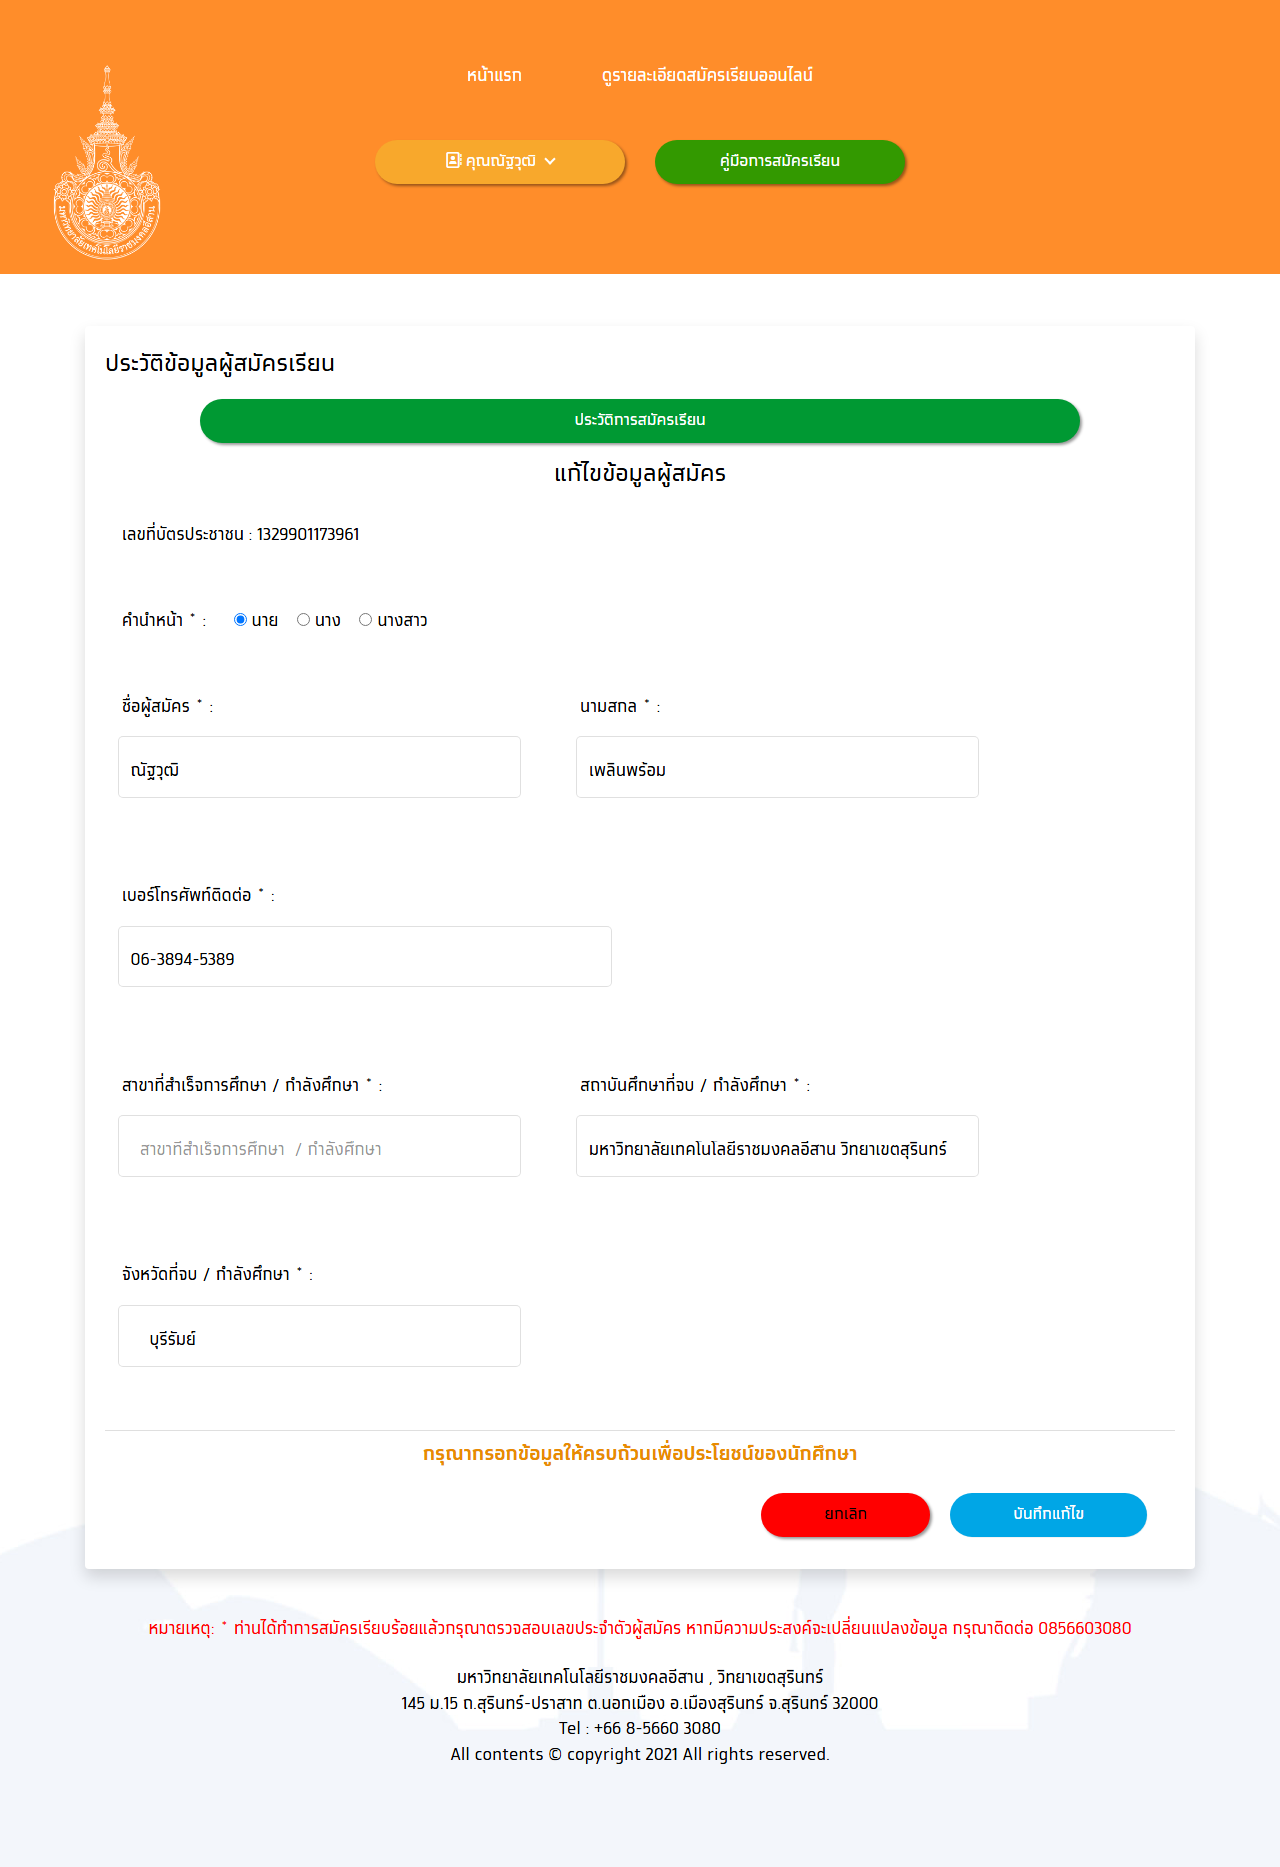 หน้าแรก ดูรายละเอียดสมัครเรียนออนไลน์
คุณณัฐวุฒิ คู่มือการสมัครเรียน
มหาวิทยาลัยเทคโนโลยีราชมงคลอีสาน
ประวัติข้อมูลผู้สมัครเรียน
ประวัติการสมัครเรียน
แก้ไขข้อมูลผู้สมัคร
เลขที่บัตรประชาชน : 1329901173961
คำนำหน้า * : นาย นาง นางสาว
ชื่อผู้สมัคร * : นามสกล * :
ณัฐวุฒิ เพลินพร้อม
เบอร์โทรศัพท์ติดต่อ * :
06-3894-5389
สาขาที่สำเร็จการศึกษา / กำลังศึกษา * : สถาบันศึกษาที่จบ / กำลังศึกษา * :
สาขาที่สำเร็จการศึกษา / กำลังศึกษา มหาวิทยาลัยเทคโนโลยีราชมงคลอีสาน วิทยาเขตสุรินทร์
จังหวัดที่จบ / กำลังศึกษา * :
บุรีรัมย์
กรุณากรอกข้อมูลให้ครบถ้วนเพื่อประโยชน์ของนักศึกษา
ยกเลิก บันทึกแก้ไข
หมายเหตุ: * ท่านได้ทำการสมัครเรียบร้อยแล้วกรุณาตรวจสอบเลขประจำตัวผู้สมัคร หากมีความประสงค์จะเปลี่ยนแปลงข้อมูล กรุณาติดต่อ 0856603080
มหาวิทยาลัยเทคโนโลยีราชมงคลอีสาน , วิทยาเขตสุรินทร์
145 ม.15 ถ.สุรินทร์-ปราสาท ต.นอกเมือง อ.เมืองสุรินทร์ จ.สุรินทร์ 32000
Tel : +66 8-5660 3080
All contents © copyright 2021 All rights reserved.